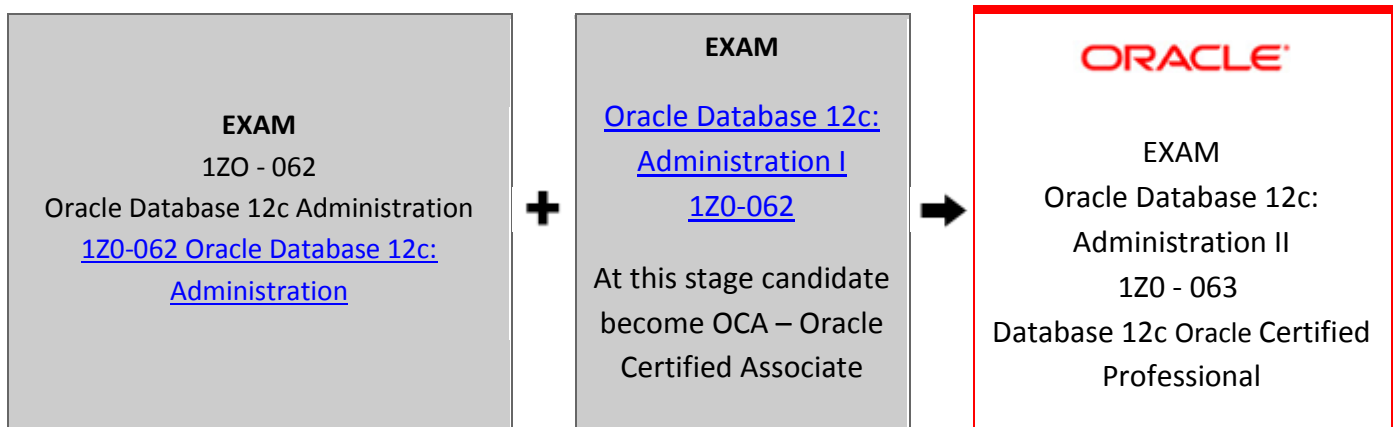 EXAM
1ZO - 062
Oracle Database 12c Administration
1Z0-062 Oracle Database 12c:
Administration
EXAM
Oracle Database 12c:
Administration I
1Z0-062
At this stage candidate
become OCA – Oracle
Certified Associate
ORACLE
EXAM
Oracle Database 12c:
Administration II
1Z0 - 063
Database 12c Oracle Certified
Professional